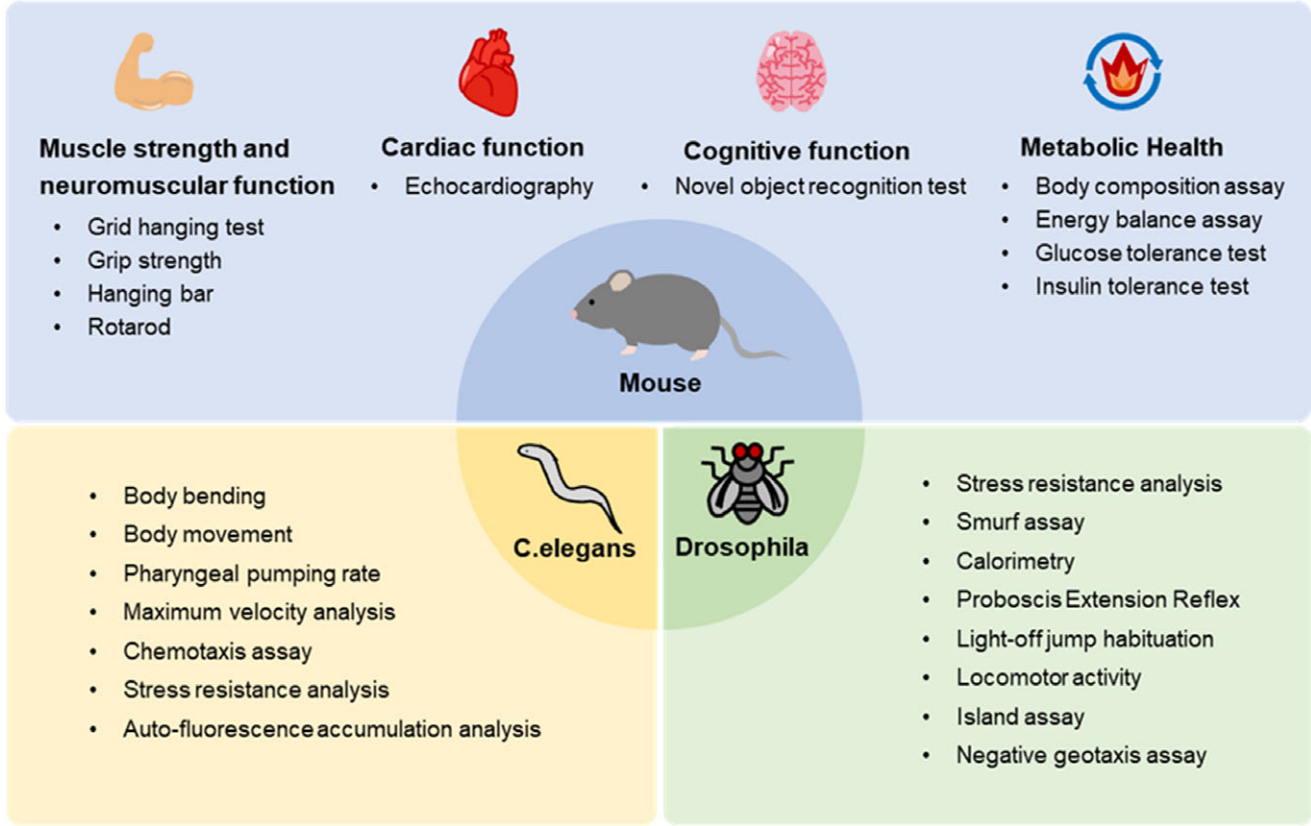 Muscle strength and
neuromuscular function
• Grid hanging test
• Grip strength
• Hanging bar
• Rotarod
Cardiac function
• Echocardiography
Cognitive function
• Novel object recognition test
Metabolic Health
• Body composition assay
• Energy balance assay
• Glucose tolerance test
• Insulin tolerance test
Mouse
C.elegans
• Body bending
• Body movement
• Pharyngeal pumping rate
• Maximum velocity analysis
• Chemotaxis assay
• Stress resistance analysis
• Auto-fluorescence accumulation analysis
Drosophila
• Stress resistance analysis
• Smurf assay
• Calorimetry
• Proboscis Extension Reflex
• Light-off jump habituation
• Locomotor activity
• Island assay
• Negative geotaxis assay